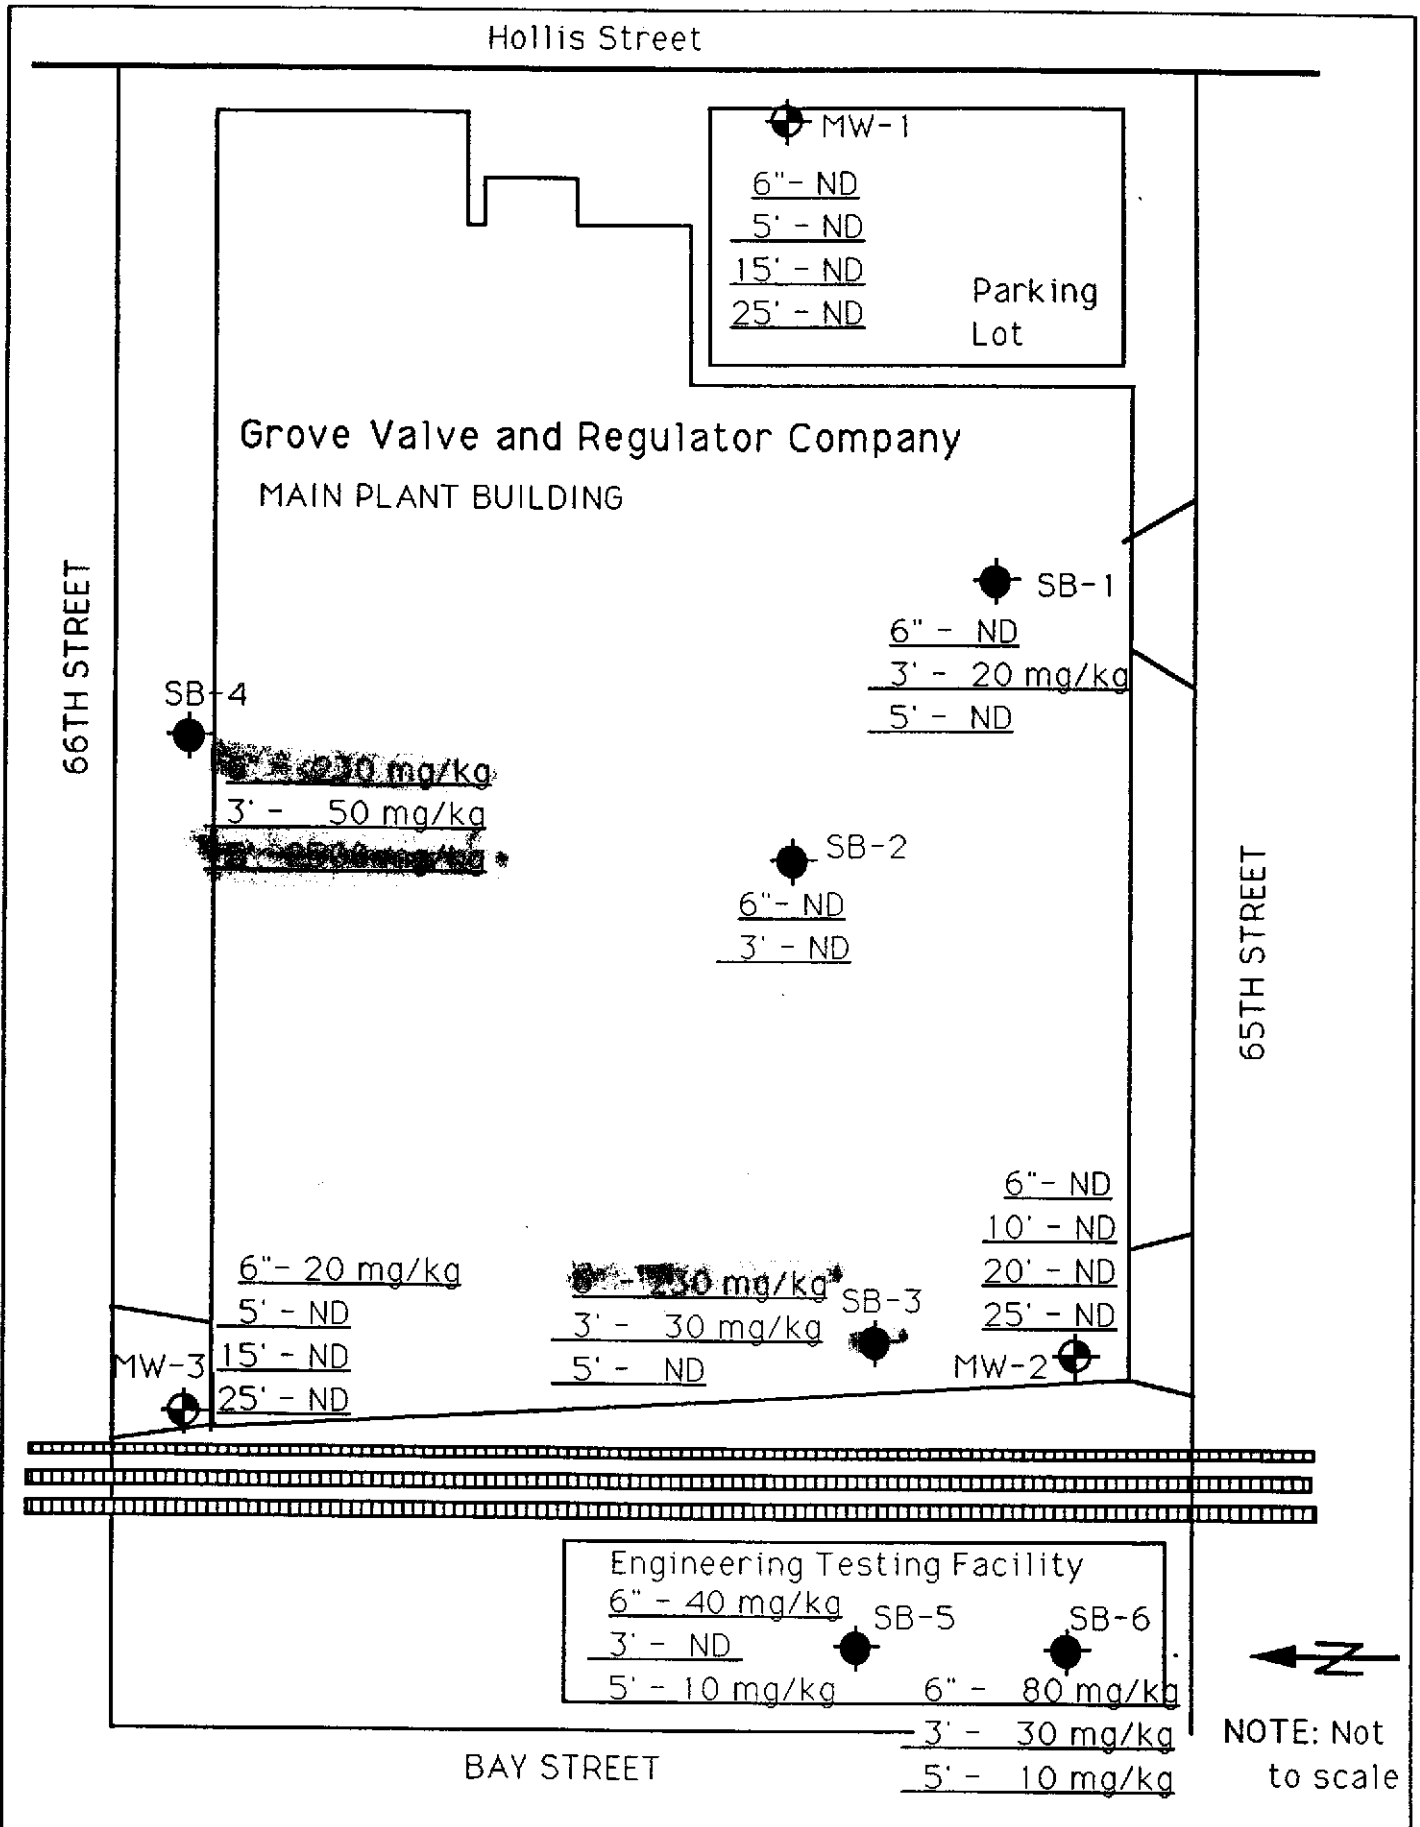 Hollis Street
MW-1
6"- ND
5' - ND
15' - ND
25' - ND
Parking
Lot
Grove Valve and Regulator Company
MAIN PLANT BUILDING
66TH STREET
SB-1
6" - ND
3' - 20 mg/kg
5' - ND
SB-4
230 mg/kg
3' - 50 mg/kg
mg/kg
SB-2
6"- ND
3' - ND
65TH STREET
6"- ND
10' - ND
20' - ND
25' - ND
MW-2
6"- 20 mg/kg
5' - ND
15' - ND
25' - ND
MW-3
6" - 230 mg/kg
3' - 30 mg/kg
5' - ND
SB-3
Engineering Testing Facility
6" - 40 mg/kg
3' - ND
5' - 10 mg/kg
SB-5
SB-6
6" - 80 mg/kg
3' - 30 mg/kg
5' - 10 mg/kg
Z
NOTE: Not
to scale
BAY STREET